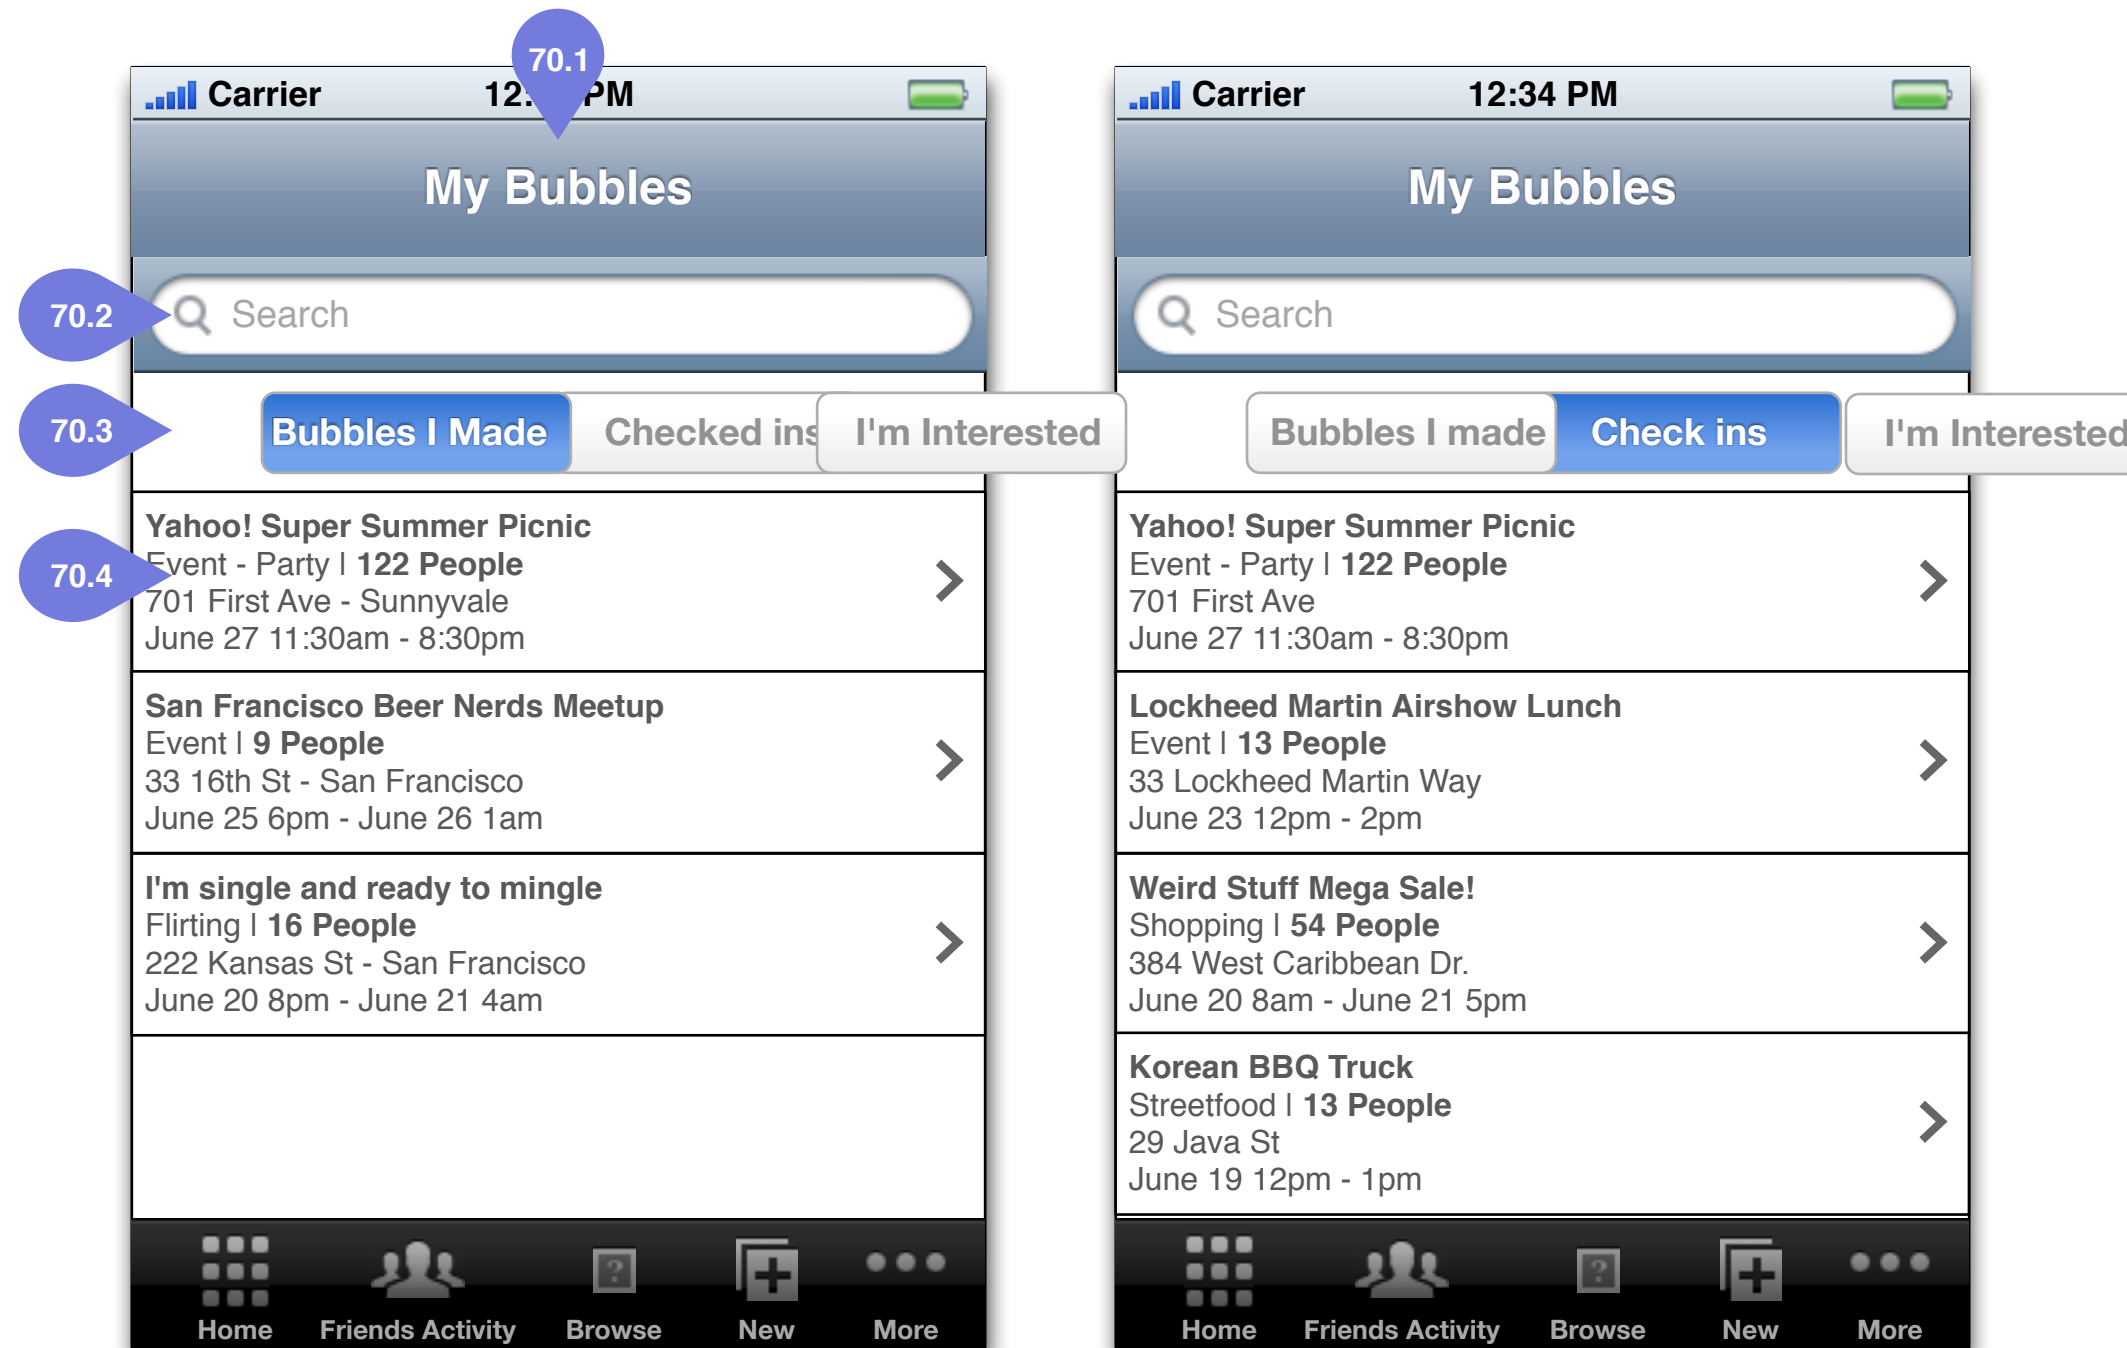 70.1
Carrier 12: PM
My Bubbles
70.2
Search
70.3
Bubbles I Made Checked ins I'm Interested
70.4
Yahoo! Super Summer Picnic
Event - Party | 122 People
701 First Ave - Sunnyvale
June 27 11:30am - 8:30pm
San Francisco Beer Nerds Meetup
Event | 9 People
33 16th St - San Francisco
June 25 6pm - June 26 1am
I'm single and ready to mingle
Flirting | 16 People
222 Kansas St - San Francisco
June 20 8pm - June 21 4am
?
Home Friends Activity Browse New More
Carrier 12:34 PM
My Bubbles
Search
Bubbles I made Check ins I'm Interested
Yahoo! Super Summer Picnic
Event - Party | 122 People
701 First Ave
June 27 11:30am - 8:30pm
Lockheed Martin Airshow Lunch
Event | 13 People
33 Lockheed Martin Way
June 23 12pm - 2pm
Weird Stuff Mega Sale!
Shopping | 54 People
384 West Caribbean Dr.
June 20 8am - June 21 5pm
Korean BBQ Truck
Streetfood | 13 People
29 Java St
June 19 12pm - 1pm
?
Home Friends Activity Browse New More